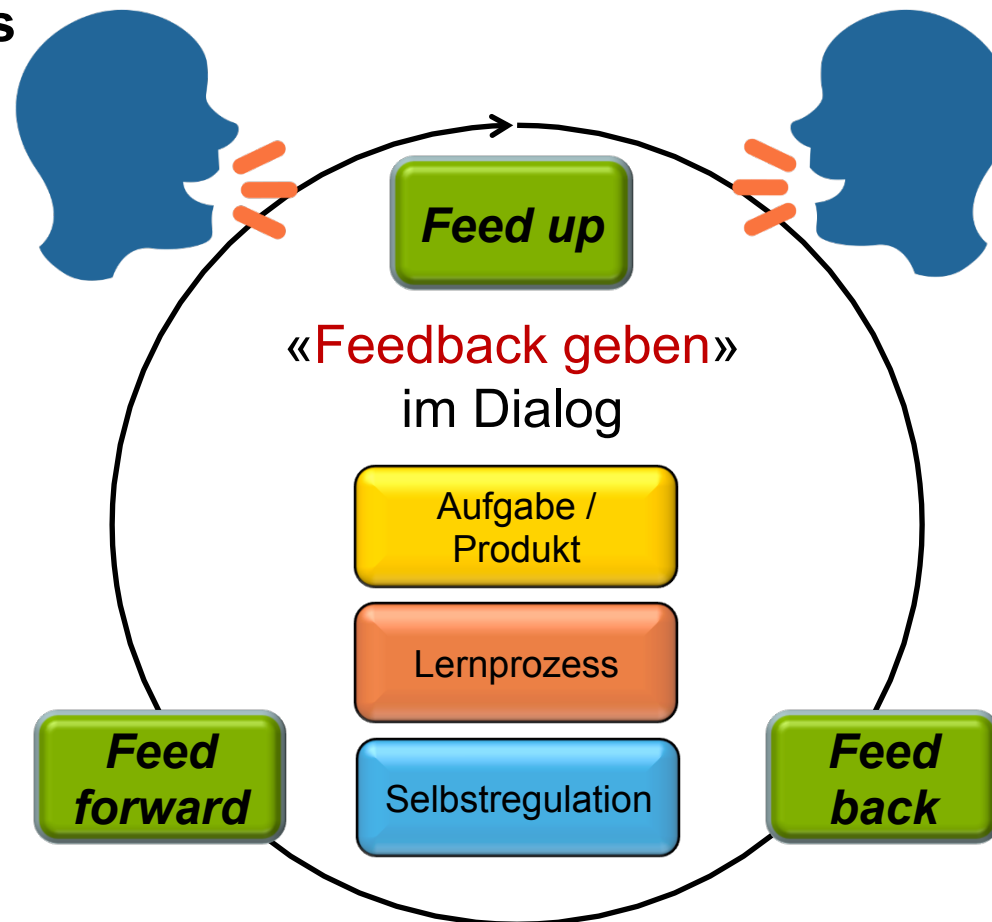 s
Feed up
«Feedback geben»
im Dialog
Aufgabe /
Produkt
Lernprozess
Selbstregulation
Feed
forward
Feed
back